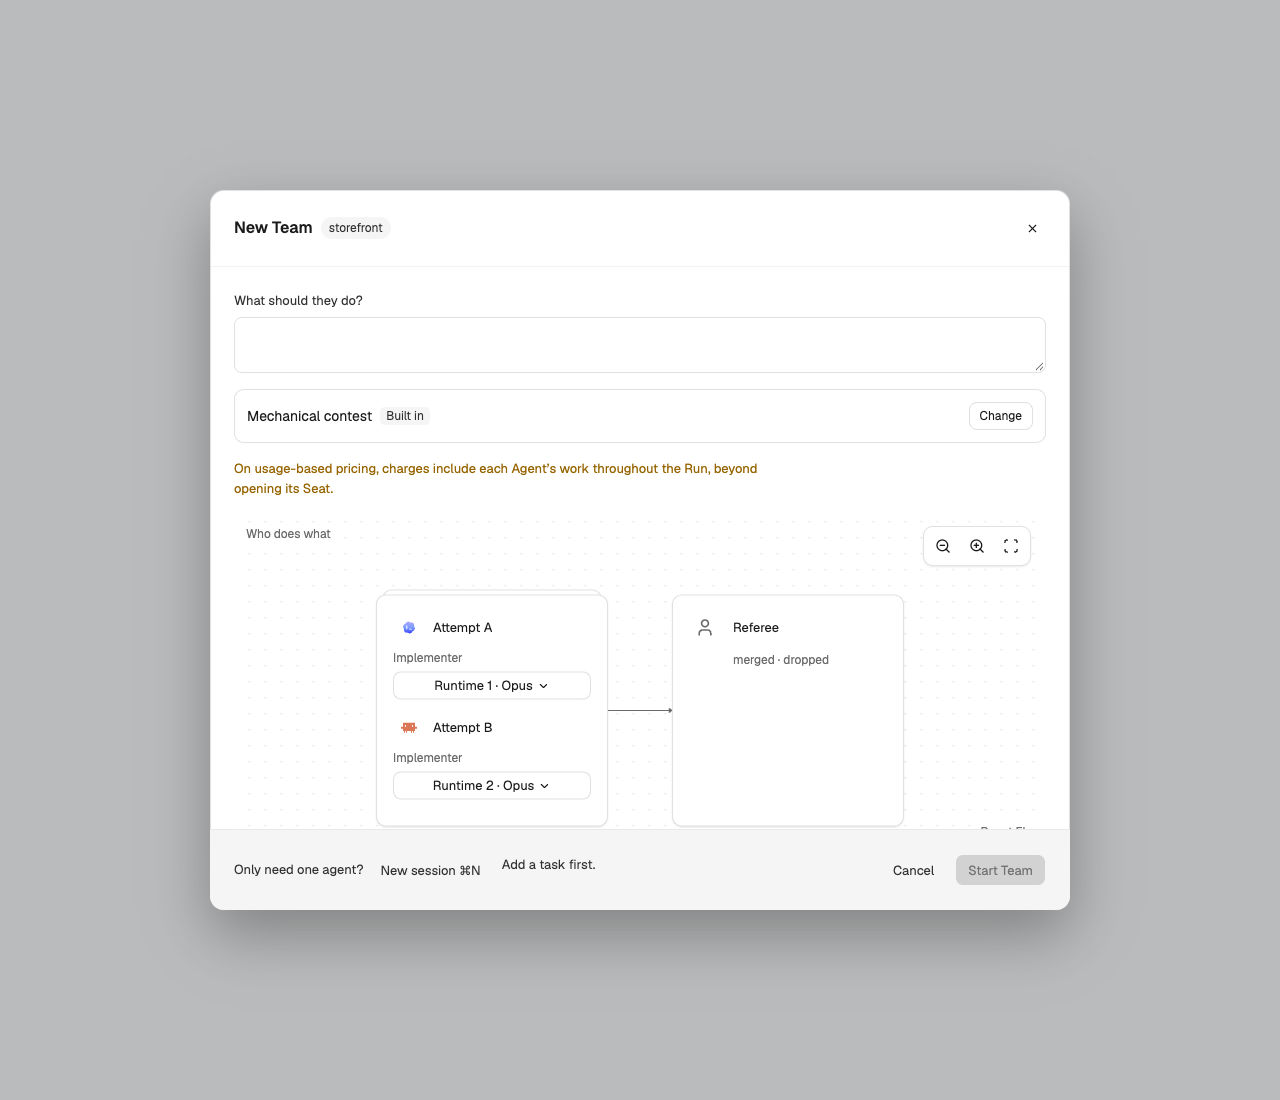 New Team
storefront
What should they do?
Mechanical contest
Built in
Change
On usage-based pricing, charges include each Agent's work throughout the Run, beyond
opening its Seat.
Who does what
Attempt A
Implementer
Runtime 1 · Opus
Attempt B
Implementer
Runtime 2 · Opus
Referee
merged · dropped
Only need one agent?
New session ⌘N
Add a task first.
Cancel
Start Team